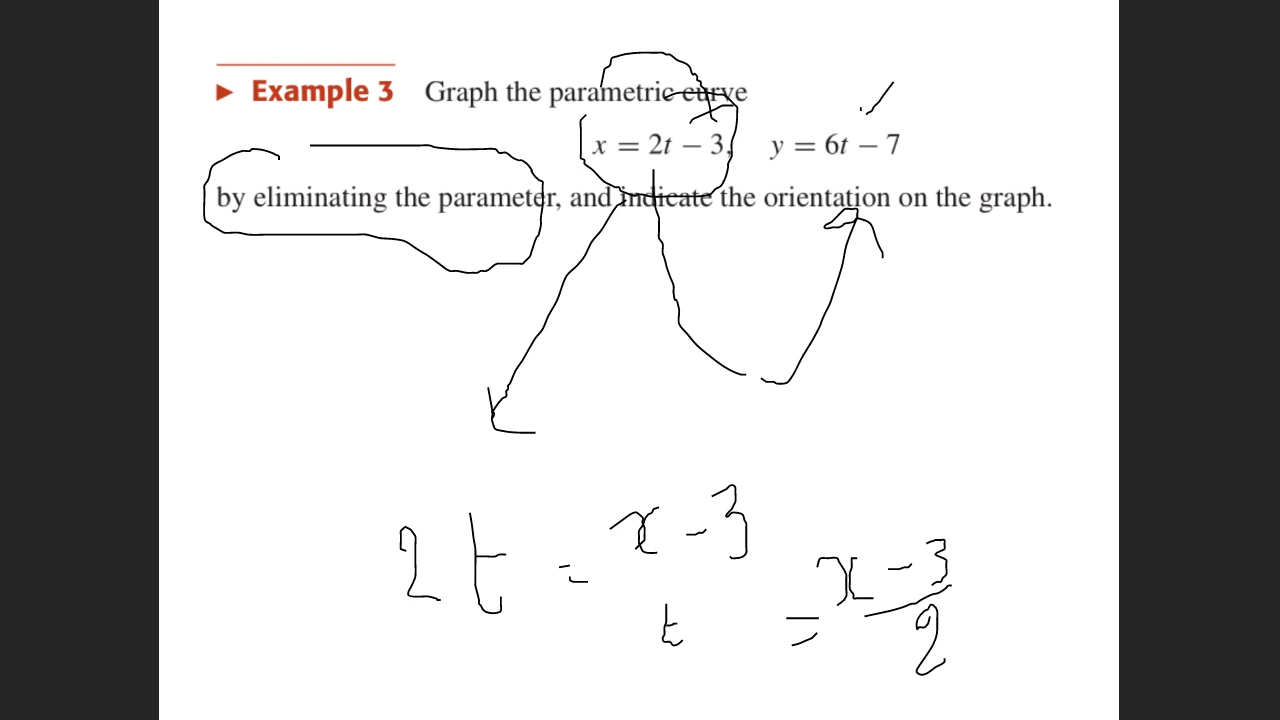 ► Example 3 Graph the parametric curve
x = 2t − 3, y = 6t − 7
by eliminating the parameter, and indicate the orientation on the graph.
2t = x - 3
t = x - 3 / 2